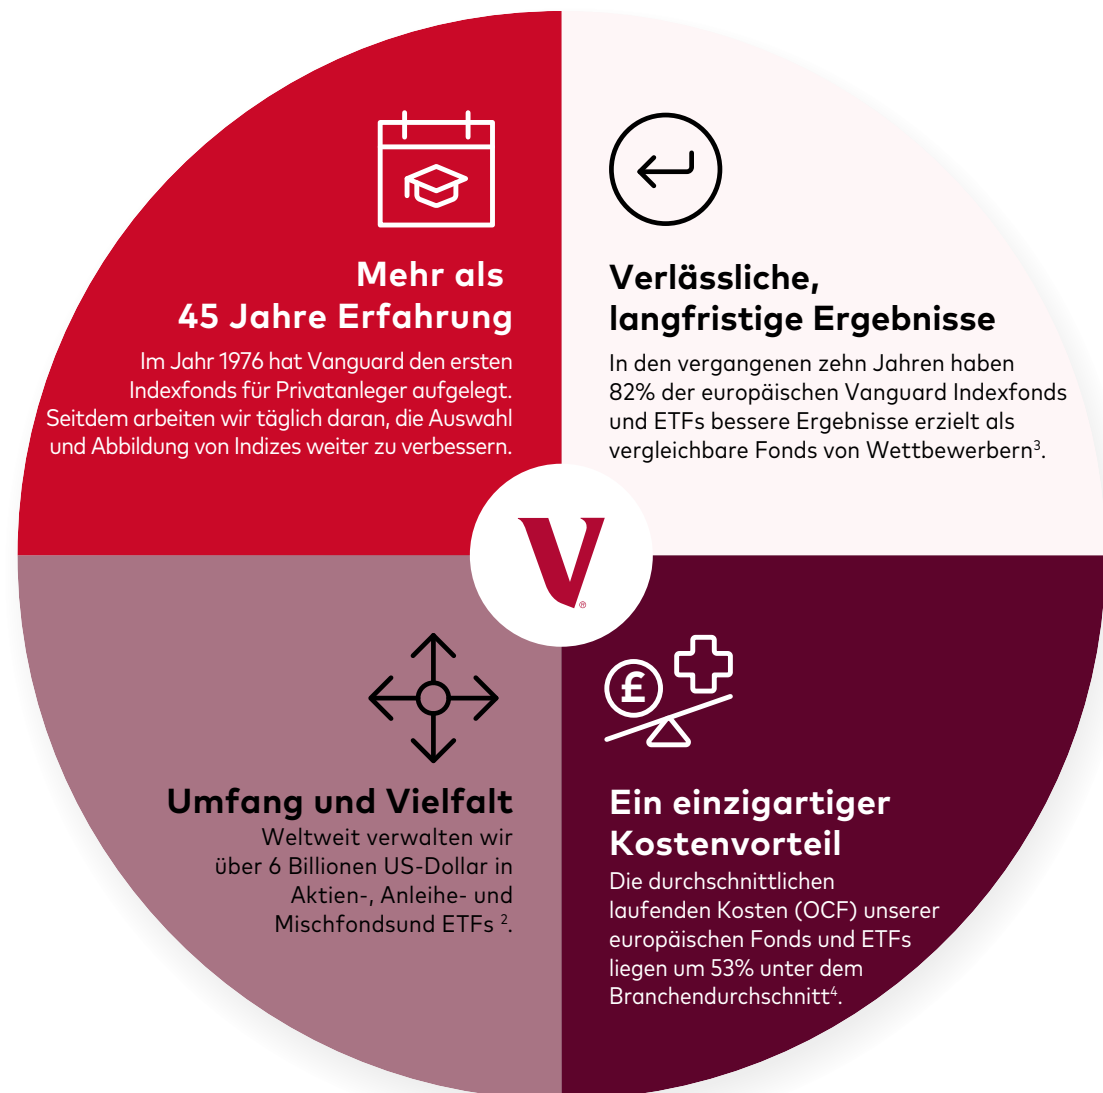 Mehr als
45 Jahre Erfahrung
Im Jahr 1976 hat Vanguard den ersten
Indexfonds für Privatanleger aufgelegt.
Seitdem arbeiten wir täglich daran, die Auswahl
und Abbildung von Indizes weiter zu verbessern.
Verlässliche,
langfristige Ergebnisse
In den vergangenen zehn Jahren haben
82% der europäischen Vanguard Indexfonds
und ETFs bessere Ergebnisse erzielt als
vergleichbare Fonds von Wettbewerbern³.
V®
Umfang und Vielfalt
Weltweit verwalten wir
über 6 Billionen US-Dollar in
Aktien-, Anleihe- und
Mischfondsund ETFs ².
£
Ein einzigartiger
Kostenvorteil
Die durchschnittlichen
laufenden Kosten (OCF) unserer
europäischen Fonds und ETFs
liegen um 53% unter dem
Branchendurchschnitt⁴.